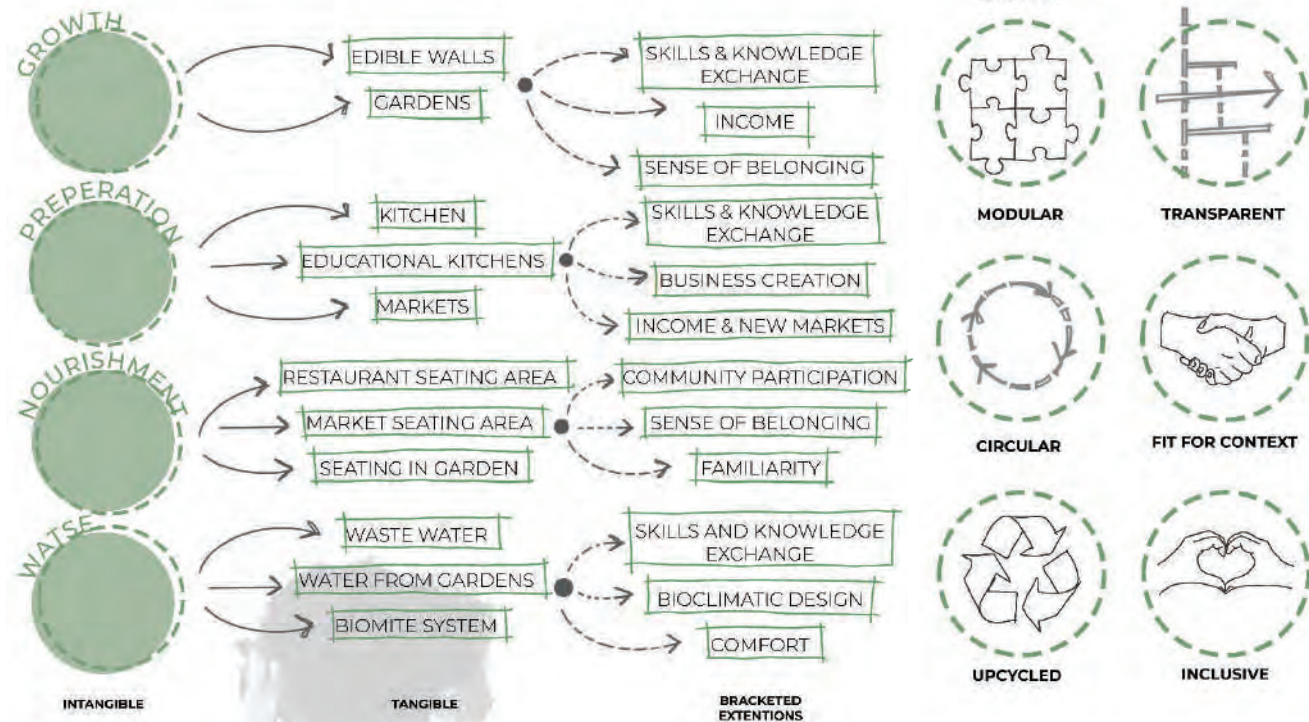 GROWTH
EDIBLE WALLS
GARDENS
SKILLS & KNOWLEDGE
EXCHANGE
INCOME
SENSE OF BELONGING
PREPERATION
KITCHEN
EDUCATIONAL KITCHENS
MARKETS
SKILLS & KNOWLEDGE
EXCHANGE
BUSINESS CREATION
INCOME & NEW MARKETS
NOURISHMENT
RESTAURANT SEATING AREA
MARKET SEATING AREA
SEATING IN GARDEN
COMMUNITY PARTICIPATION
SENSE OF BELONGING
FAMILIARITY
WATSE
WASTE WATER
WATER FROM GARDENS
BIOMITE SYSTEM
SKILLS AND KNOWLEDGE
EXCHANGE
BIOCLIMATIC DESIGN
COMFORT
INTANGIBLE
TANGIBLE
BRACKETED
EXTENTIONS
MODULAR
TRANSPARENT
CIRCULAR
FIT FOR CONTEXT
UPCYCLED
INCLUSIVE